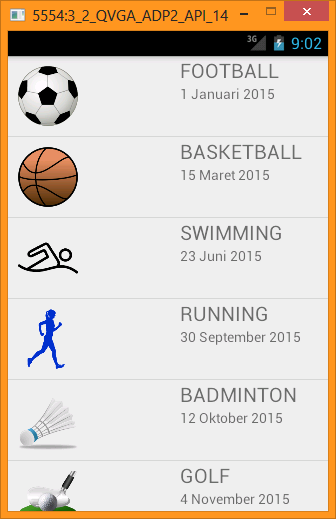 5554:3_2_QVGA_ADP2_API_14
3G 9:02
FOOTBALL
1 Januari 2015
BASKETBALL
15 Maret 2015
SWIMMING
23 Juni 2015
RUNNING
30 September 2015
BADMINTON
12 Oktober 2015
GOLF
4 November 2015